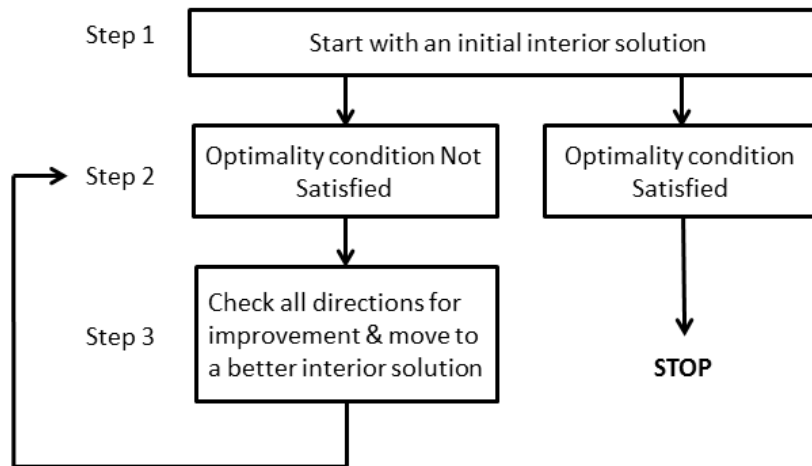 Step 1
Start with an initial interior solution
Step 2
Optimality condition Not
Satisfied
Optimality condition
Satisfied
Step 3
Check all directions for
improvement & move to
a better interior solution
STOP